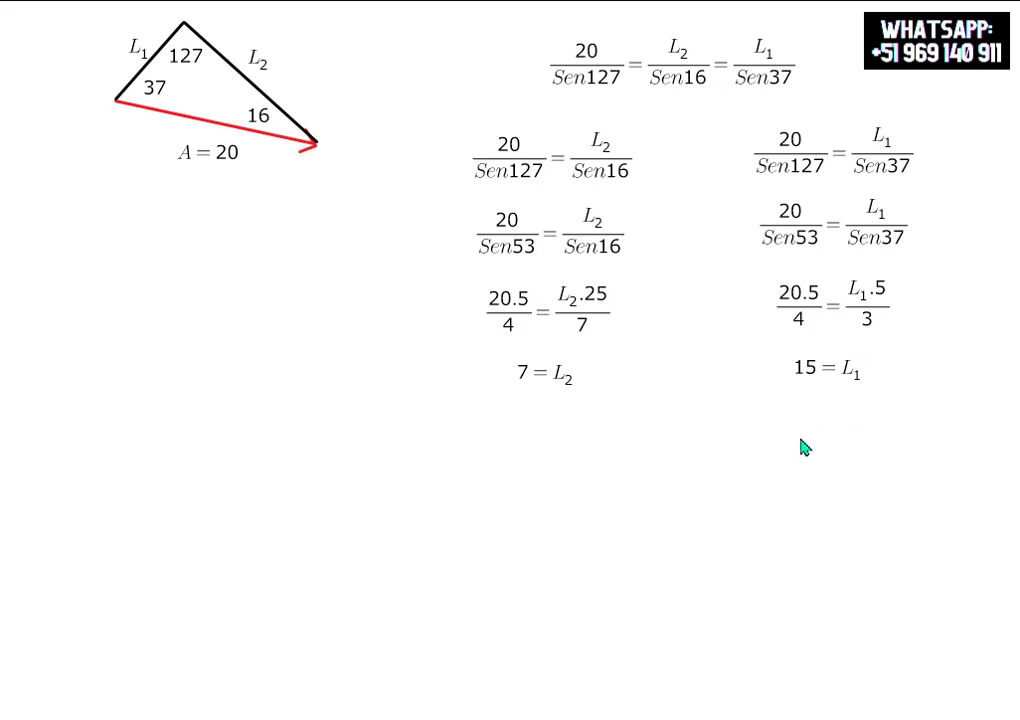 WHATSAPP:
+51 969 140 911
L₁
127
L₂
37
16
A = 20
20/Sen127 = L₂/Sen16 = L₁/Sen37
20/Sen127 = L₂/Sen16
20/Sen53 = L₂/Sen16
20.5/4 = L₂.25/7
7 = L₂
20/Sen127 = L₁/Sen37
20/Sen53 = L₁/Sen37
20.5/4 = L₁.5/3
15 = L₁